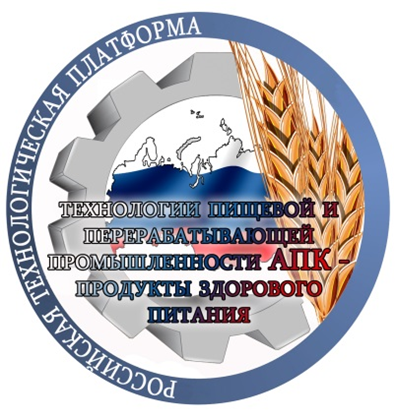 РОССИЙСКАЯ ТЕХНОЛОГИЧЕСКАЯ ПЛАТФОРМА
ТЕХНОЛОГИИ ПИЩЕВОЙ И
ПЕРЕРАБАТЫВАЮЩЕЙ
ПРОМЫШЛЕННОСТИ АПК –
ПРОДУКТЫ ЗДОРОВОГО
ПИТАНИЯ